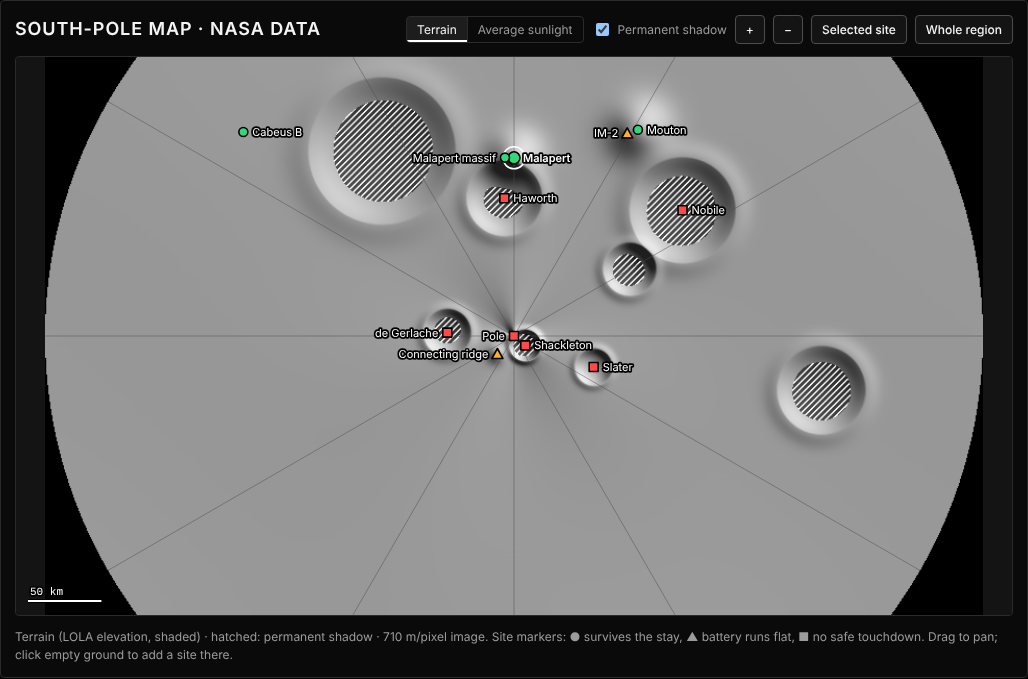 SOUTH-POLE MAP · NASA DATA
Terrain
Average sunlight
Permanent shadow
+
−
Selected site
Whole region
Cabeus B
IM-2
Mouton
Malapert massif
Malapert
Haworth
Nobile
de Gerlache
Pole
Shackleton
Connecting ridge
Slater
50 km
Terrain (LOLA elevation, shaded) · hatched: permanent shadow · 710 m/pixel image. Site markers: ● survives the stay, ▲ battery runs flat, ■ no safe touchdown. Drag to pan;
click empty ground to add a site there.